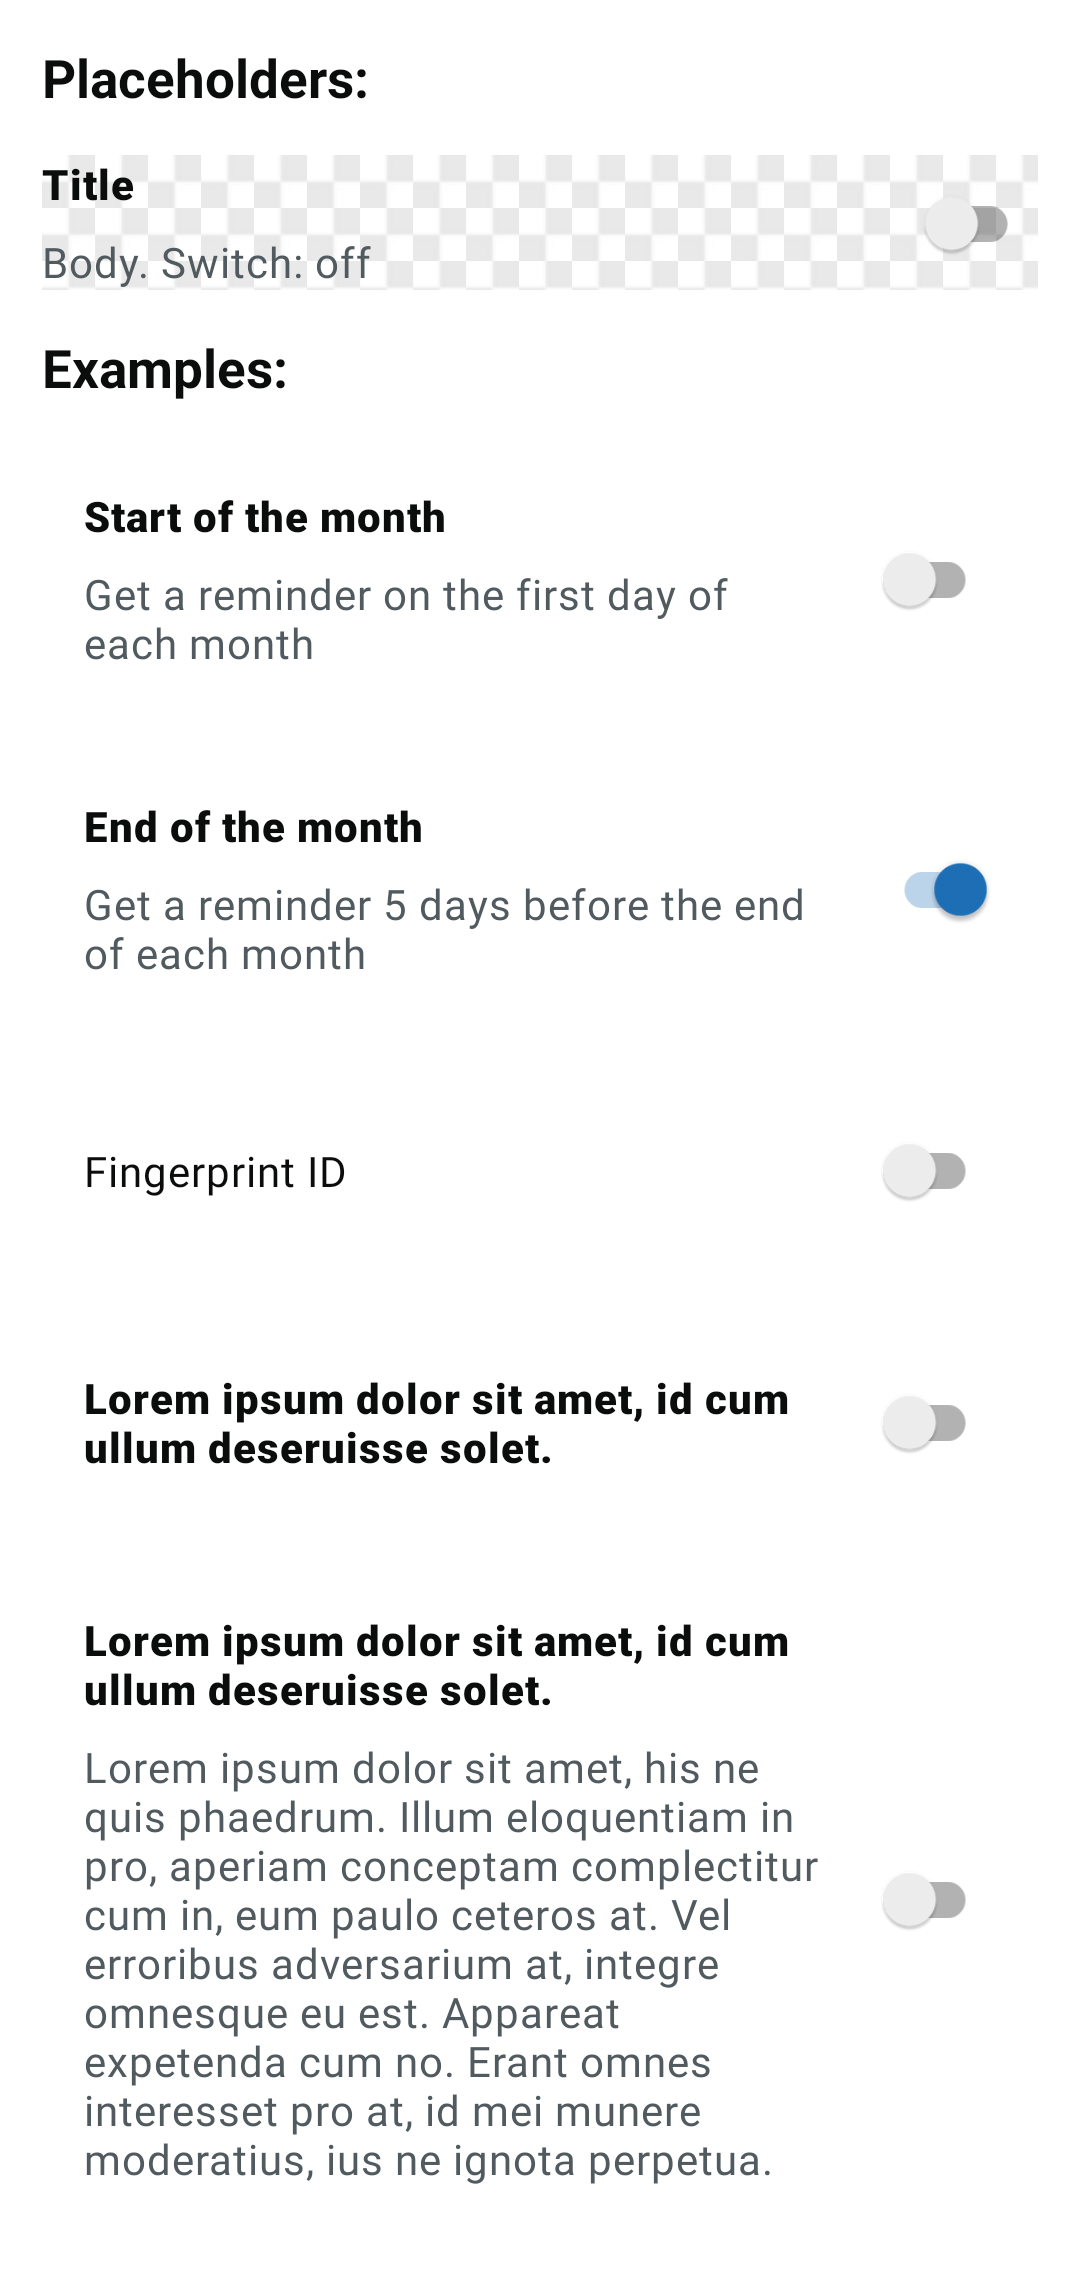 Placeholders:
Title
Body. Switch: off
Examples:
Start of the month
Get a reminder on the first day of
each month
End of the month
Get a reminder 5 days before the end
of each month
Fingerprint ID
Lorem ipsum dolor sit amet, id cum
ullum deseruisse solet.
Lorem ipsum dolor sit amet, id cum
ullum deseruisse solet.
Lorem ipsum dolor sit amet, his ne
quis phaedrum. Illum eloquentiam in
pro, aperiam conceptam complectitur
cum in, eum paulo ceteros at. Vel
erroribus adversarium at, integre
omnesque eu est. Appareat
expetenda cum no. Erant omnes
interesset pro at, id mei munere
moderatius, ius ne ignota perpetua.